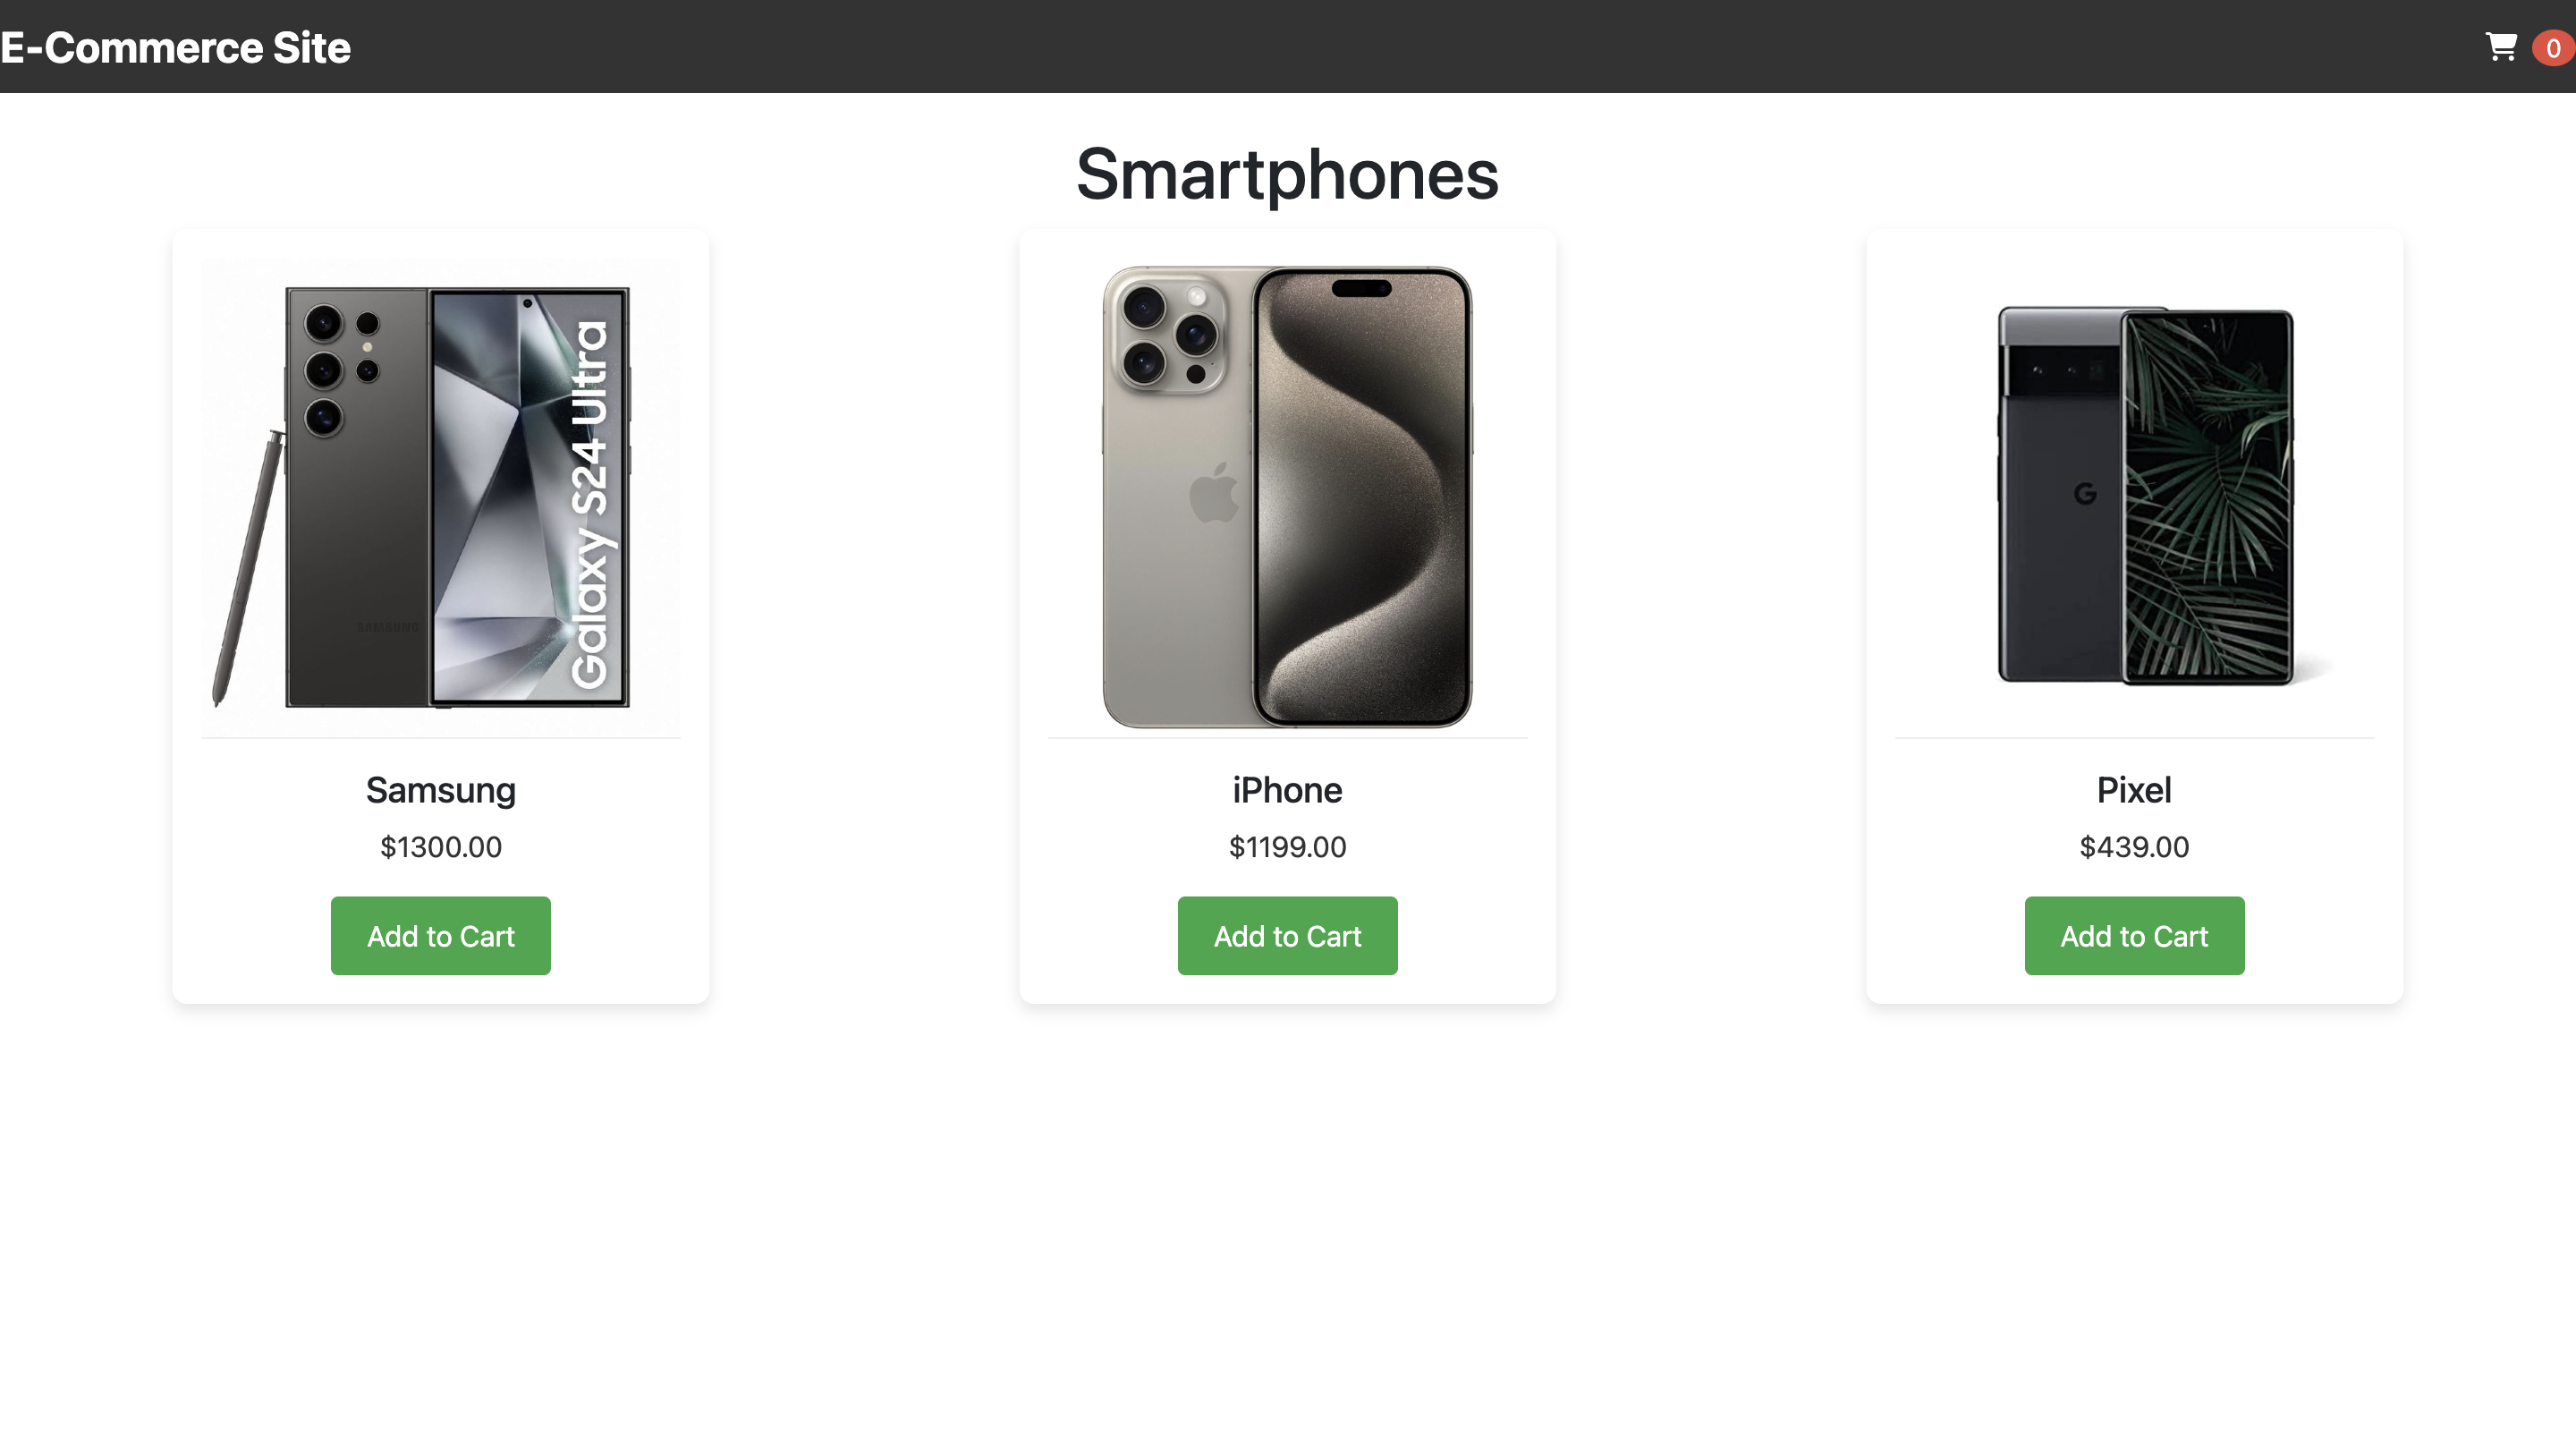 E-Commerce Site
0
Smartphones
Galaxy S24 Ultra
SAMSUNG
Samsung
$1300.00
Add to Cart
iPhone
$1199.00
Add to Cart
G
Pixel
$439.00
Add to Cart